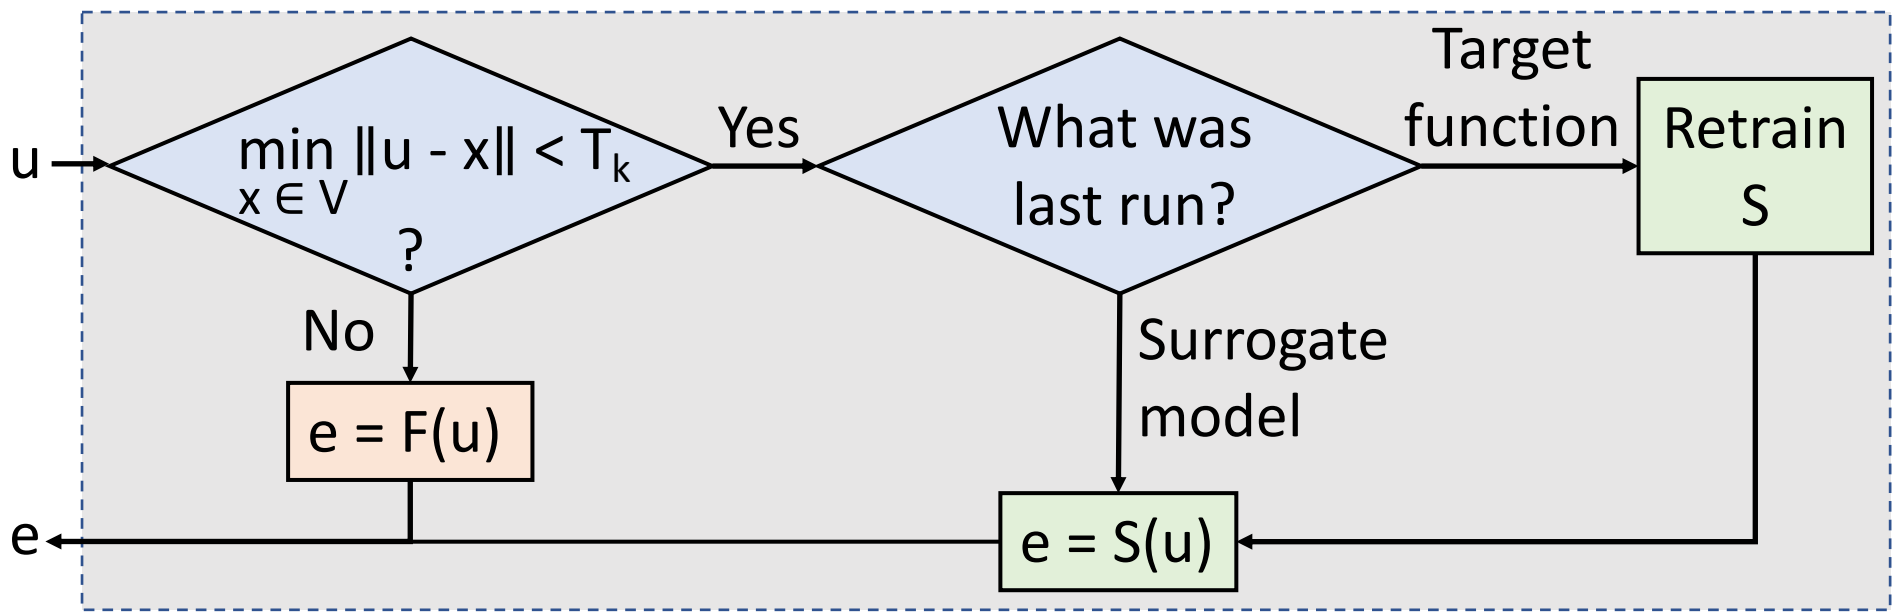 u
min ‖u - x‖ < Tₖ
x ∈ V
?
Yes
What was
last run?
Target
function
Retrain
S
No
e = F(u)
Surrogate
model
e = S(u)
e